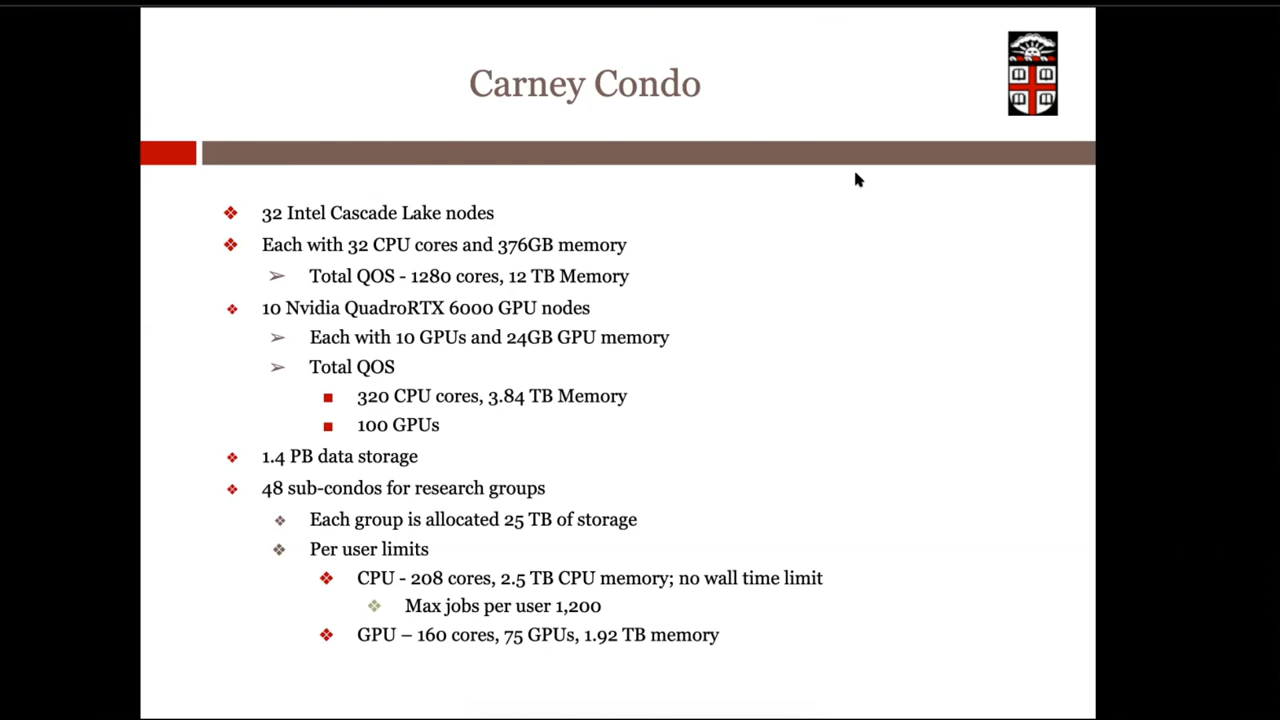 Carney Condo
32 Intel Cascade Lake nodes
Each with 32 CPU cores and 376GB memory
Total QOS - 1280 cores, 12 TB Memory
10 Nvidia QuadroRTX 6000 GPU nodes
Each with 10 GPUs and 24GB GPU memory
Total QOS
320 CPU cores, 3.84 TB Memory
100 GPUs
1.4 PB data storage
48 sub-condos for research groups
Each group is allocated 25 TB of storage
Per user limits
CPU - 208 cores, 2.5 TB CPU memory; no wall time limit
Max jobs per user 1,200
GPU – 160 cores, 75 GPUs, 1.92 TB memory